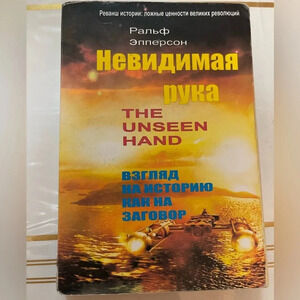 Реванш истории: ложные ценности великих революций
Ральф
Эпперсон
Невидимая
рука
THE
UNSEEN
HAND
ВЗГЛЯД
НА ИСТОРИЮ
КАК НА
ЗАГОВОР